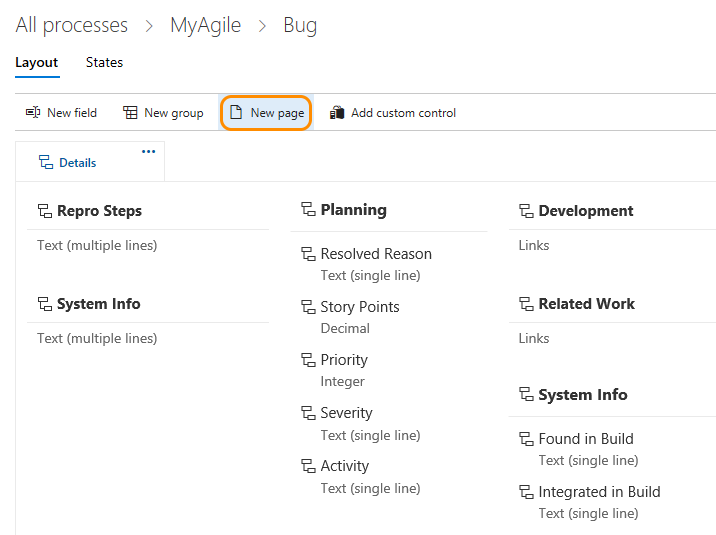 All processes > MyAgile > Bug
Layout States
New field New group New page Add custom control
Details ...
Repro Steps
Text (multiple lines)
System Info
Text (multiple lines)
Planning
Resolved Reason
Text (single line)
Story Points
Decimal
Priority
Integer
Severity
Text (single line)
Activity
Text (single line)
Development
Links
Related Work
Links
System Info
Found in Build
Text (single line)
Integrated in Build
Text (single line)